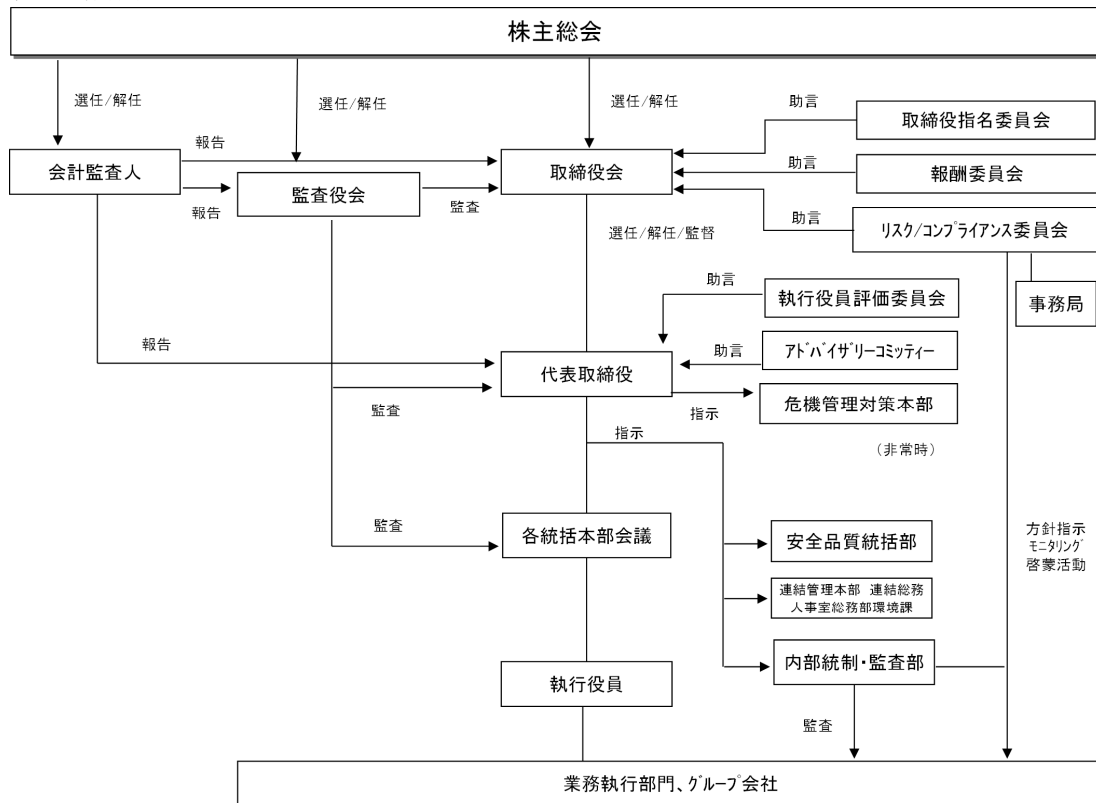 株主総会
選任/解任
選任/解任
選任/解任
助言
取締役指名委員会
報告
会計監査人
取締役会
助言
報酬委員会
監査役会
報告
監査
助言
リスク/コンプライアンス委員会
選任/解任/監督
助言
執行役員評価委員会
事務局
報告
助言
アドバイザリーコミッティー
代表取締役
監査
指示
危機管理対策本部
指示
(非常時)
監査
各統括本部会議
安全品質統括部
方針指示
モニタリング
啓蒙活動
連結管理本部 連結総務
人事室総務部環境課
内部統制・監査部
執行役員
監査
業務執行部門、グループ会社